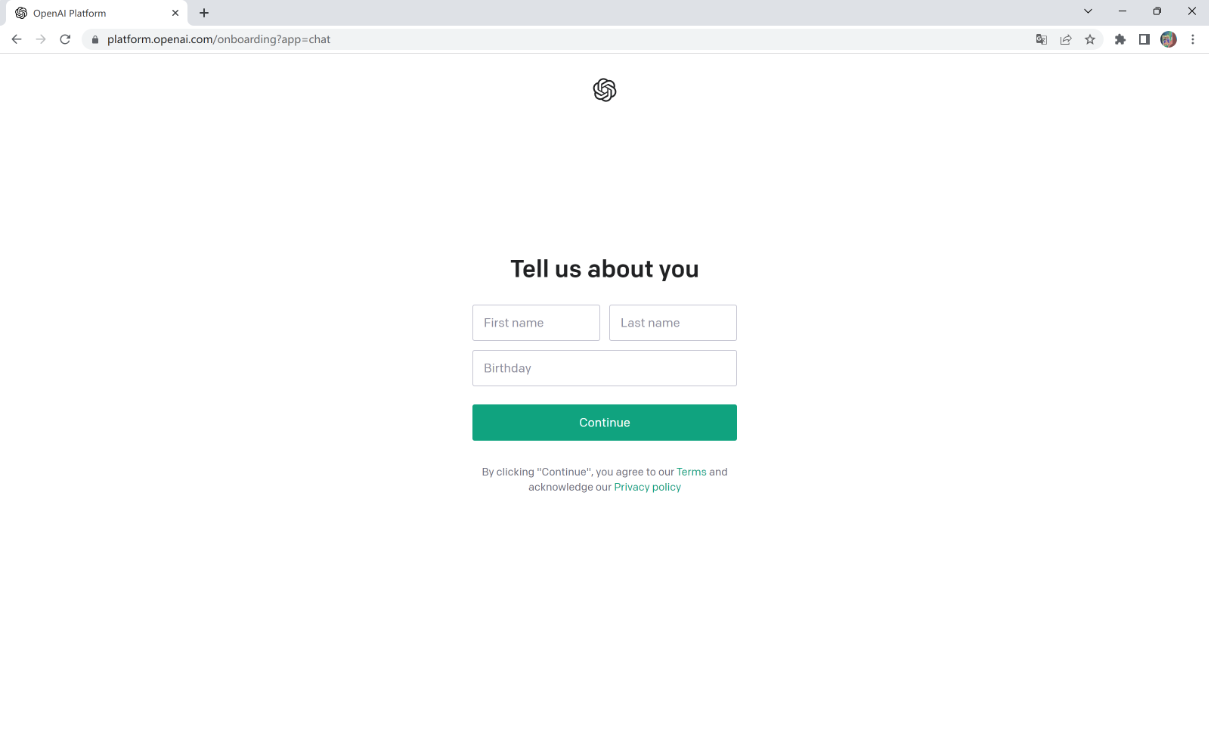 OpenAI Platform
platform.openai.com/onboarding?app=chat
Tell us about you
First name
Last name
Birthday
Continue
By clicking "Continue", you agree to our Terms and
acknowledge our Privacy policy